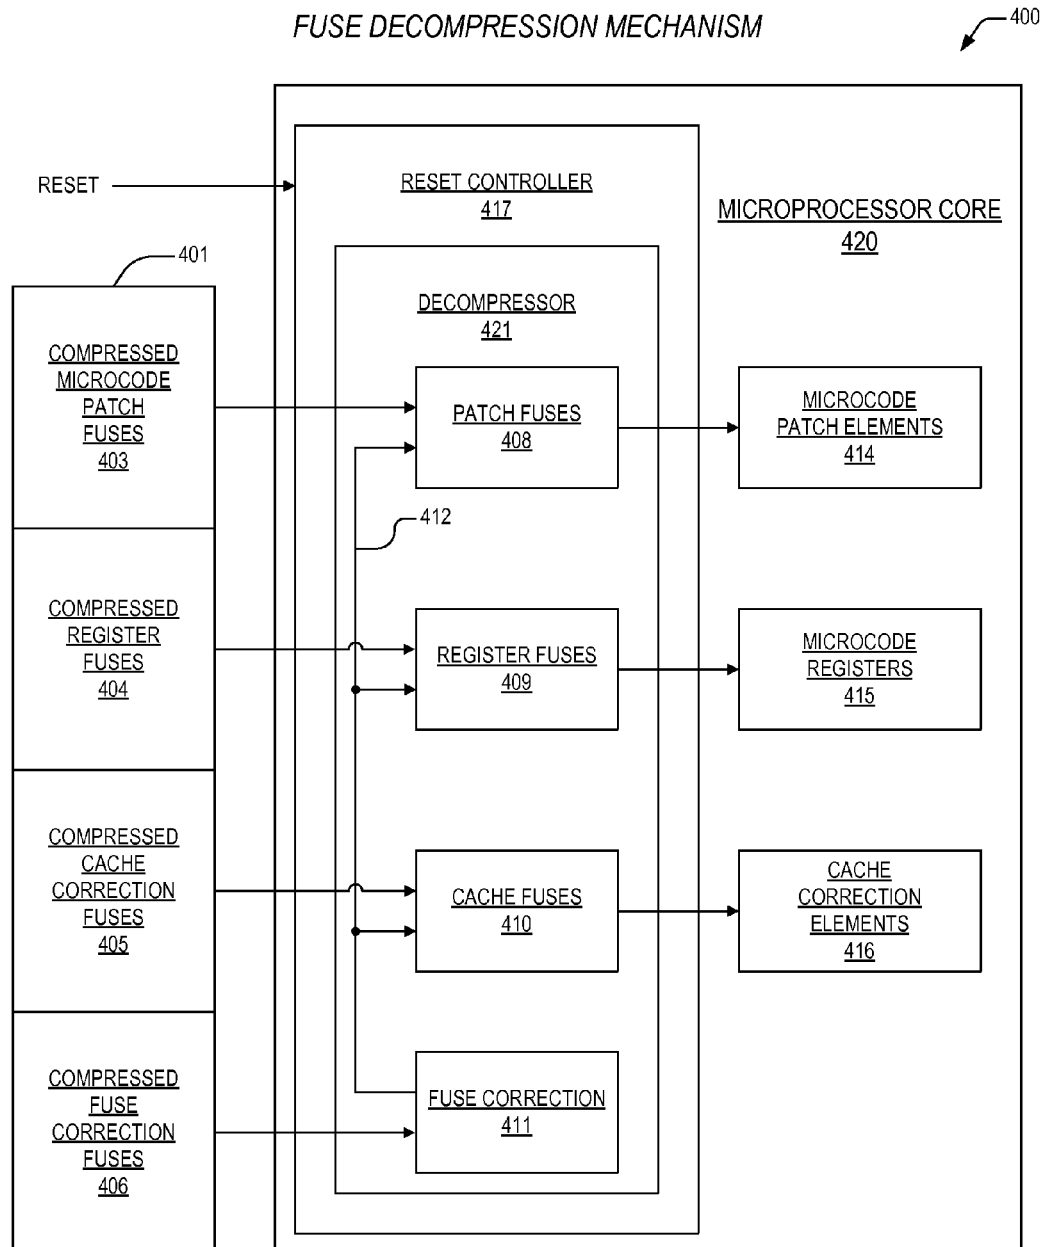 FUSE DECOMPRESSION MECHANISM
400
RESET
RESET CONTROLLER
417
MICROPROCESSOR CORE
420
401
DECOMPRESSOR
421
COMPRESSED
MICROCODE
PATCH
FUSES
403
PATCH FUSES
408
MICROCODE
PATCH ELEMENTS
414
412
COMPRESSED
REGISTER
FUSES
404
REGISTER FUSES
409
MICROCODE
REGISTERS
415
COMPRESSED
CACHE
CORRECTION
FUSES
405
CACHE FUSES
410
CACHE
CORRECTION
ELEMENTS
416
COMPRESSED
FUSE
CORRECTION
FUSES
406
FUSE CORRECTION
411